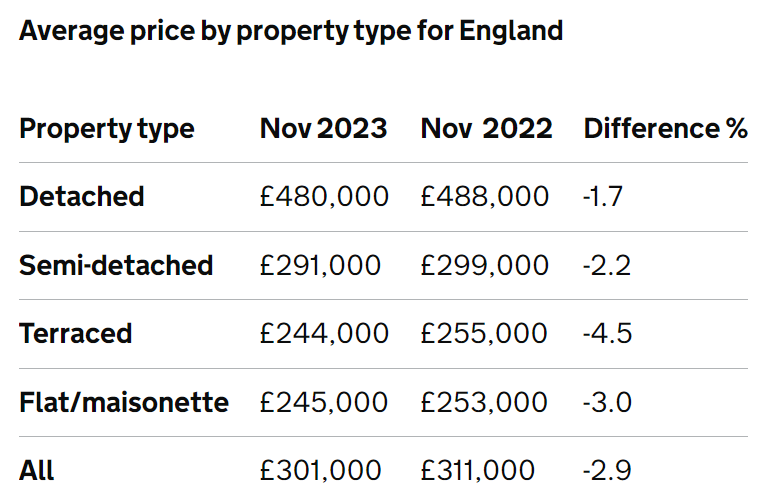 Average price by property type for England
Property type Nov 2023 Nov 2022 Difference %
Detached £480,000 £488,000 -1.7
Semi-detached £291,000 £299,000 -2.2
Terraced £244,000 £255,000 -4.5
Flat/maisonette £245,000 £253,000 -3.0
All £301,000 £311,000 -2.9